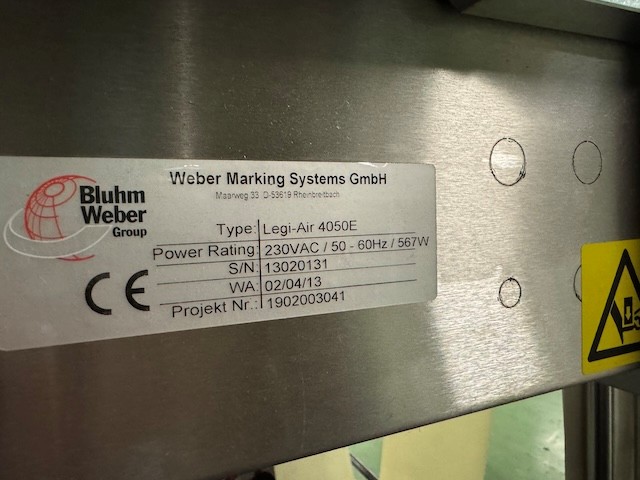 Bluhm
Weber
Group
Weber Marking Systems GmbH
Maarweg 33 D-53619 Rheinbreitbach
Type: Legi-Air 4050E
Power Rating: 230VAC / 50 - 60Hz / 567W
S/N: 13020131
WA: 02/04/13
Projekt Nr.: 1902003041
CE